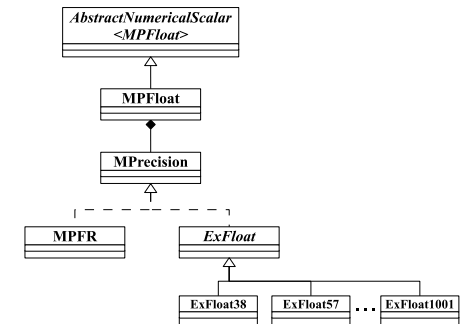 AbstractNumericalScalar
<MPFloat>
MPFloat
MPrecision
MPFR
ExFloat
ExFloat38
ExFloat57
...
ExFloat1001